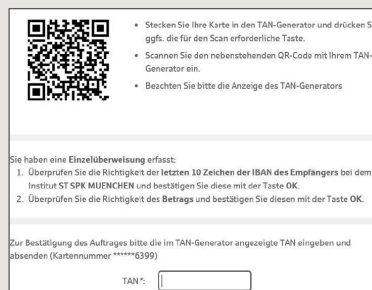 Stecken Sie Ihre Karte in den TAN-Generator und drücken S
ggfs. die für den Scan erforderliche Taste.
Scannen Sie den nebenstehenden QR-Code mit Ihrem TAN-
Generator ein.
Beachten Sie bitte die Anzeige des TAN-Generators
Sie haben eine Einzelüberweisung erfasst:
1. Überprüfen Sie die Richtigkeit der letzten 10 Zeichen der IBAN des Empfängers bei dem
Institut ST SPK MUENCHEN und bestätigen Sie diese mit der Taste OK.
2. Überprüfen Sie die Richtigkeit des Betrags und bestätigen Sie diesen mit der Taste OK.
Zur Bestätigung des Auftrages bitte die im TAN-Generator angezeigte TAN eingeben und
absenden (Kartennummer ******6399)
TAN*: